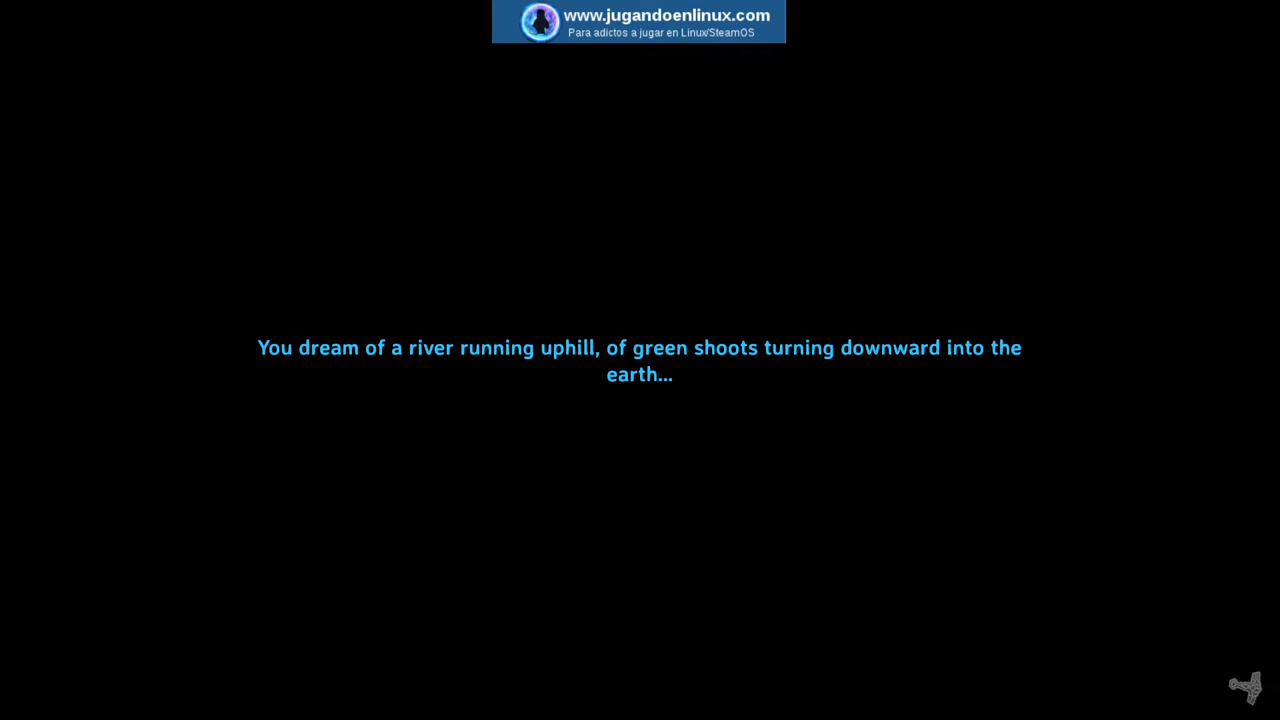 www.jugandoenlinux.com
Para adictos a jugar en Linux/SteamOS
You dream of a river running uphill, of green shoots turning downward into the
earth...